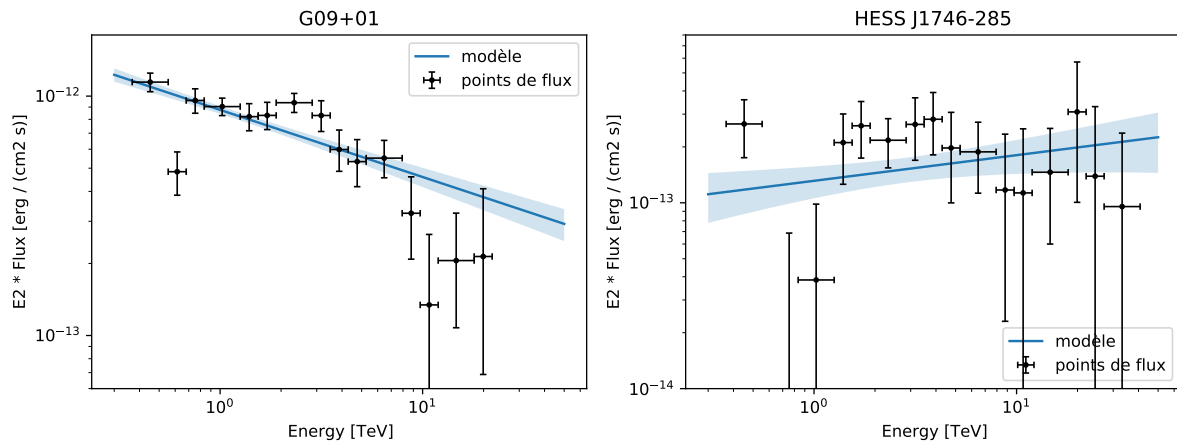 G09+01
modèle
points de flux
10⁻¹²
10⁻¹³
E2 * Flux [erg / (cm2 s)]
10⁰
10¹
Energy [TeV]
HESS J1746-285
10⁻¹³
10⁻¹⁴
E2 * Flux [erg / (cm2 s)]
modèle
points de flux
10⁰
10¹
Energy [TeV]